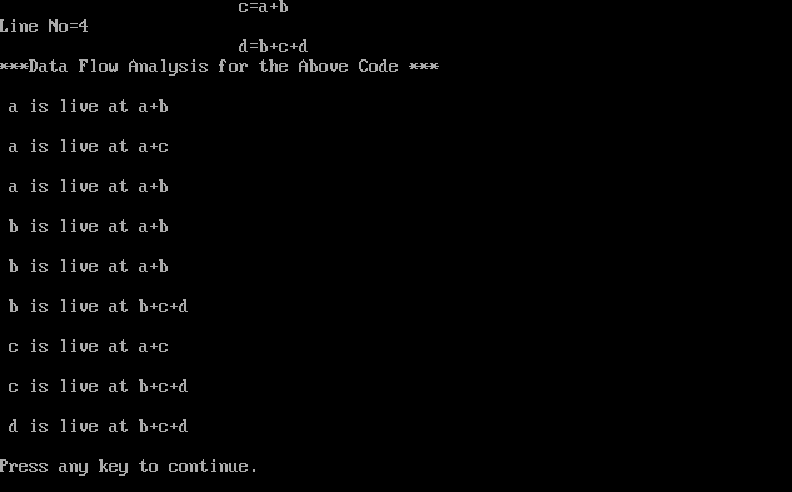 c=a+b
Line No=4
d=b+c+d
***Data Flow Analysis for the Above Code ***
a is live at a+b
a is live at a+c
a is live at a+b
b is live at a+b
b is live at a+b
b is live at b+c+d
c is live at a+c
c is live at b+c+d
d is live at b+c+d
Press any key to continue.